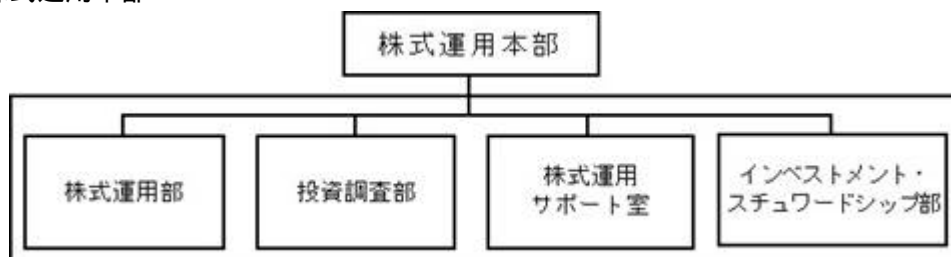 株式運用本部
株式運用部
投資調査部
株式運用
サポート室
インベストメント・
スチュワードシップ部